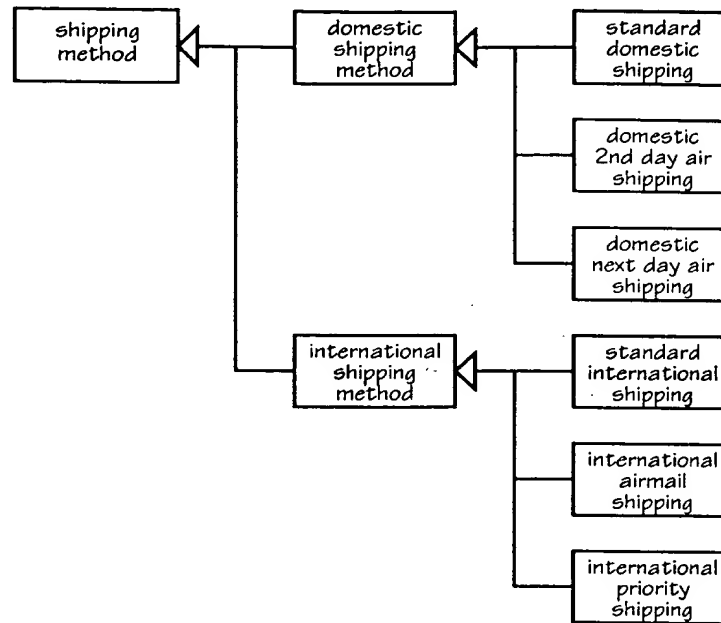 shipping
method
domestic
shipping
method
standard
domestic
shipping
domestic
2nd day air
shipping
domestic
next day air
shipping
international
shipping
method
standard
international
shipping
international
airmail
shipping
international
priority
shipping